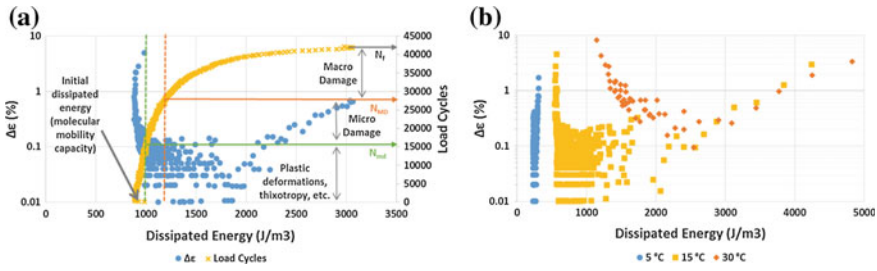 (a)
10
1
0.1
0.01
Δε (%)
Initial
dissipated
energy
(molecular
mobility
capacity)
Macro
Damage
Nf
NMD
Micro
Damage
Nind
Plastic
deformations,
thixotropy, etc.
45000
40000
35000
30000
25000
20000
15000
10000
5000
0
Load Cycles
0 500 1000 1500 2000 2500 3000 3500
Dissipated Energy (J/m3)
Δε Load Cycles
(b)
10
1
0.1
0.01
Δε (%)
0 1000 2000 3000 4000 5000
Dissipated Energy (J/m3)
5 °C 15 °C 30 °C